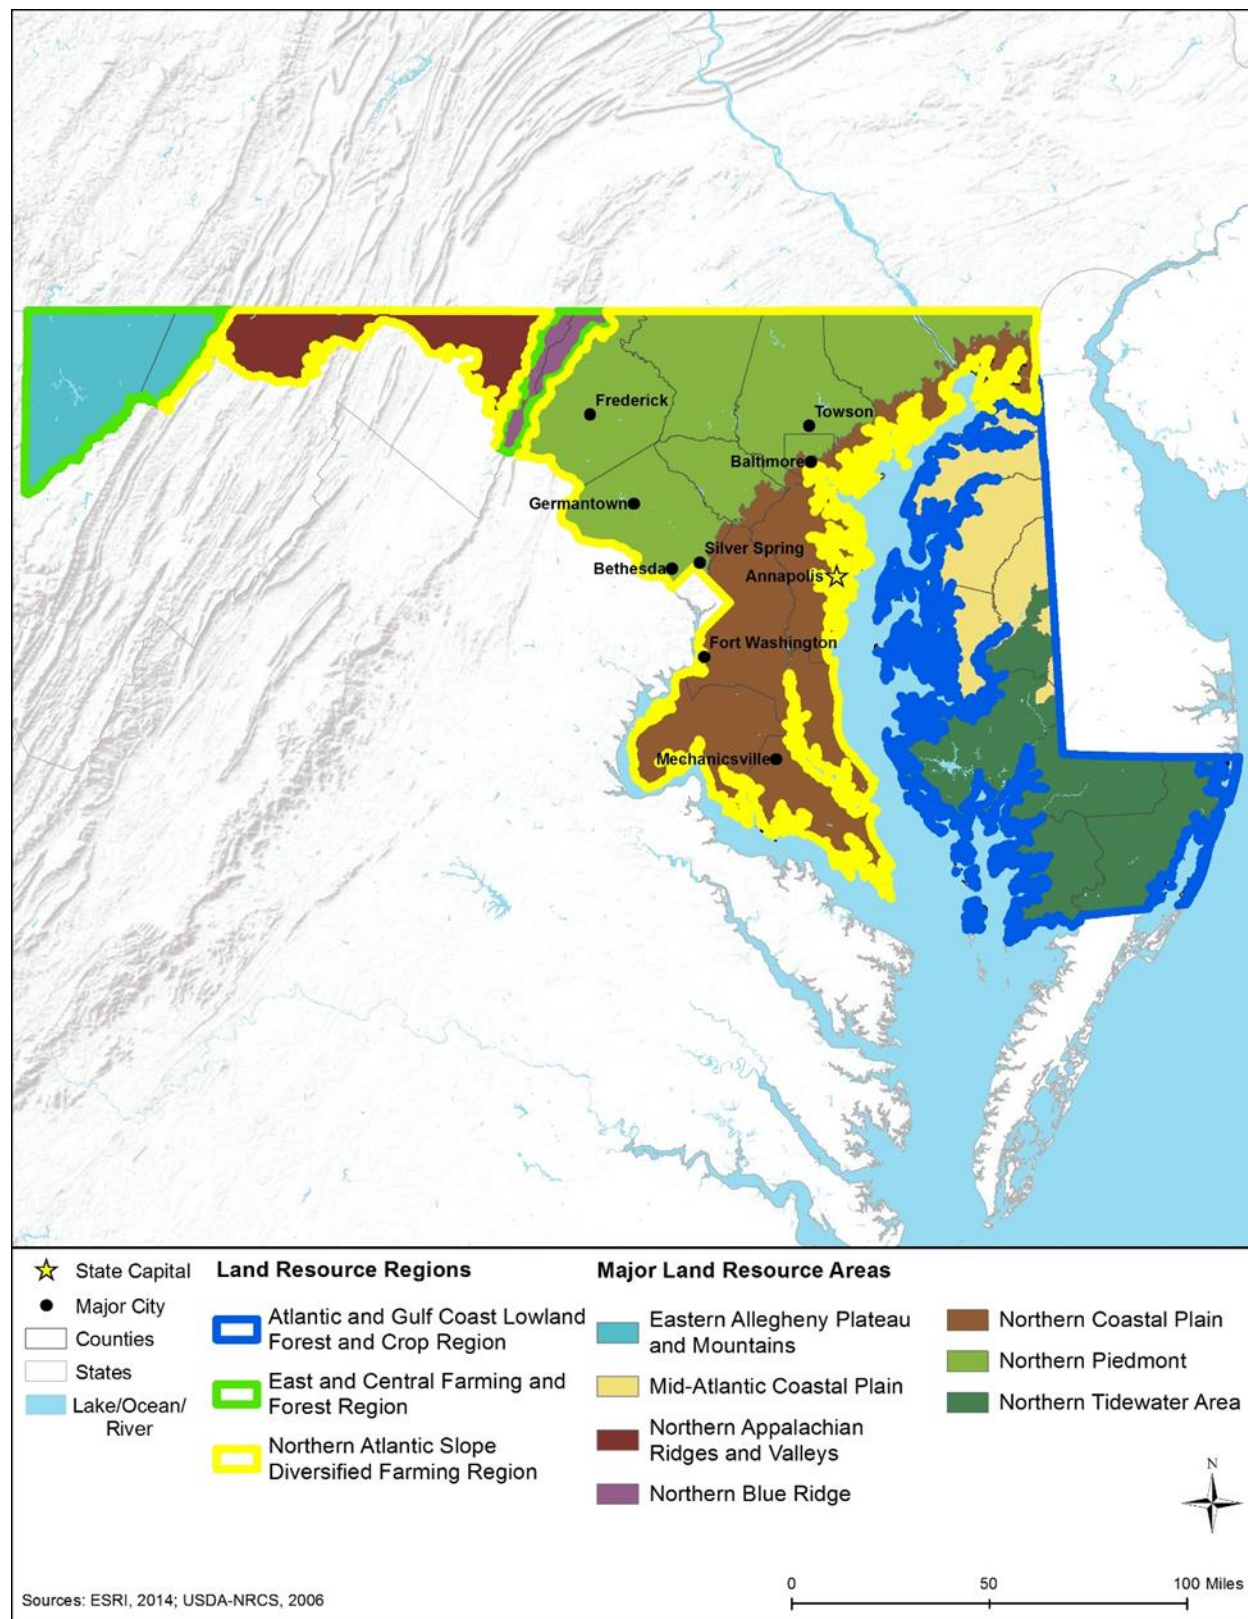 Frederick
Towson
Baltimore
Germantown
Silver Spring
Bethesda
Annapolis
Fort Washington
Mechanicsville
State Capital
Major City
Counties
States
Lake/Ocean/
River
Land Resource Regions
Atlantic and Gulf Coast Lowland
Forest and Crop Region
East and Central Farming and
Forest Region
Northern Atlantic Slope
Diversified Farming Region
Major Land Resource Areas
Eastern Allegheny Plateau
and Mountains
Mid-Atlantic Coastal Plain
Northern Appalachian
Ridges and Valleys
Northern Blue Ridge
Northern Coastal Plain
Northern Piedmont
Northern Tidewater Area
N
0 50 100 Miles
Sources: ESRI, 2014; USDA-NRCS, 2006